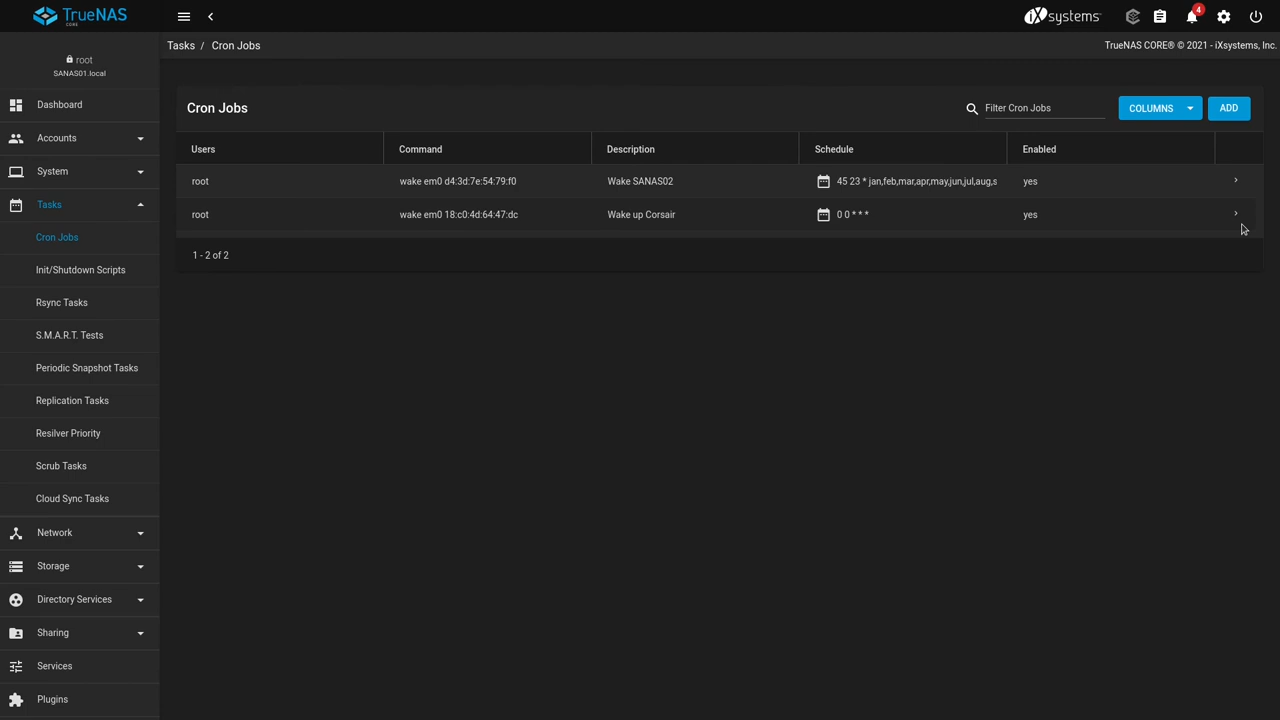 TrueNAS
CORE
iXsystems
4
root
SANAS01.local
Tasks / Cron Jobs
TrueNAS CORE® © 2021 - iXsystems, Inc.
Dashboard
Accounts
System
Tasks
Cron Jobs
Init/Shutdown Scripts
Rsync Tasks
S.M.A.R.T. Tests
Periodic Snapshot Tasks
Replication Tasks
Resilver Priority
Scrub Tasks
Cloud Sync Tasks
Network
Storage
Directory Services
Sharing
Services
Plugins
Cron Jobs
Filter Cron Jobs
COLUMNS
ADD
Users Command Description Schedule Enabled
root wake em0 d4:3d:7e:54:79:f0 Wake SANAS02 45 23 * jan,feb,mar,apr,may,jun,jul,aug,s yes
root wake em0 18:c0:4d:64:47:dc Wake up Corsair 0 0 * * * yes
1 - 2 of 2